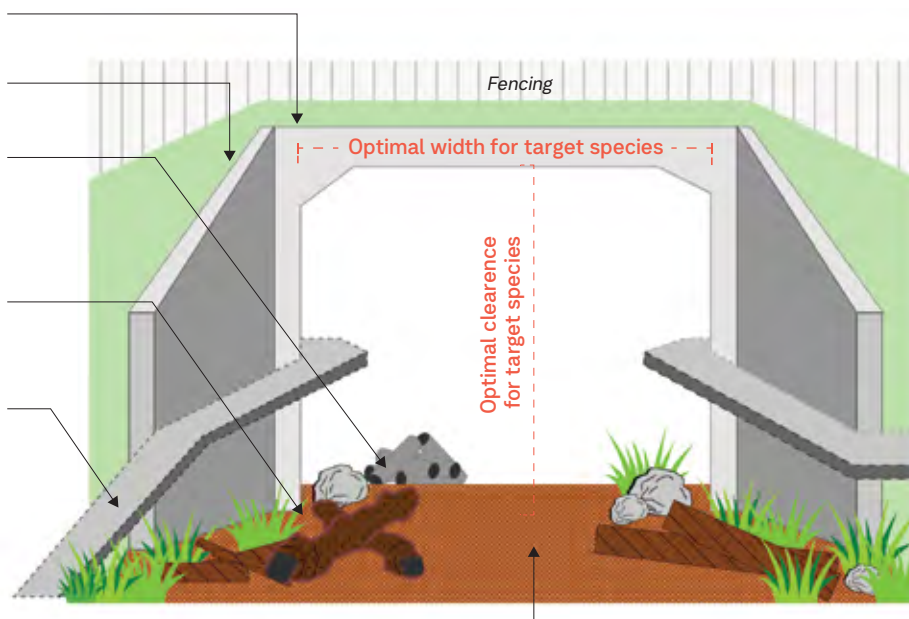 Fencing
Optimal width for target species
Optimal clearence
for target species